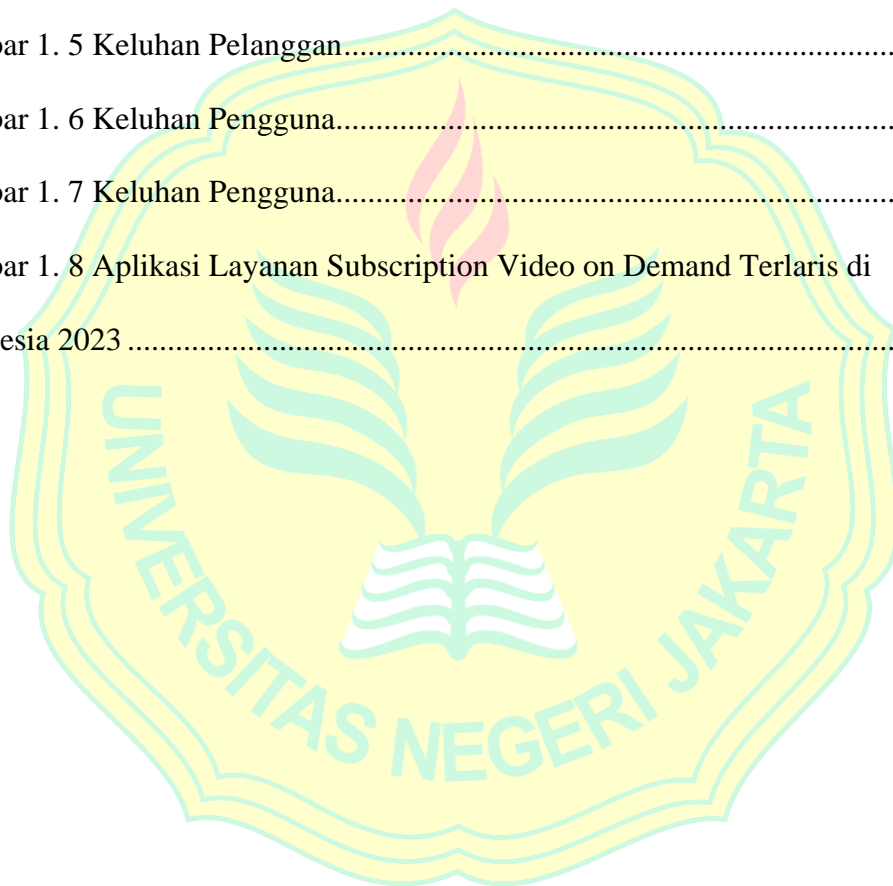 bar 1. 5 Keluhan Pelanggan.......................................................................
bar 1. 6 Keluhan Pengguna........................................................................
bar 1. 7 Keluhan Pengguna........................................................................
bar 1. 8 Aplikasi Layanan Subscription Video on Demand Terlaris di
esia 2023 ..................................................................................................
UNIVERSITAS NEGERI JAKARTA